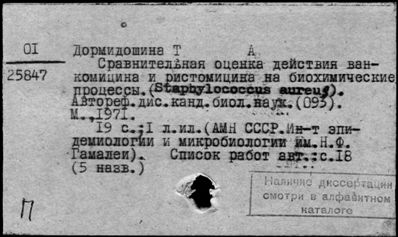 OI
25847
Дормидошина Т А.
Сравнительная оценка действия ван-
комицина и ристомицина на биохимические
процессы.(Staphylococcus aureus).
Автореф.дис.канд.биол.наук.(093).
М.,1971.
19 с.;1 л.ил.(АМН СССР.Ин-т эпи-
демиологии и микробиологии им.Н.Ф.
Гамалеи). Список работ авт.:с.18
(5 назв.)
П
Наличие диссертации
смотри в алфавитном
каталоге